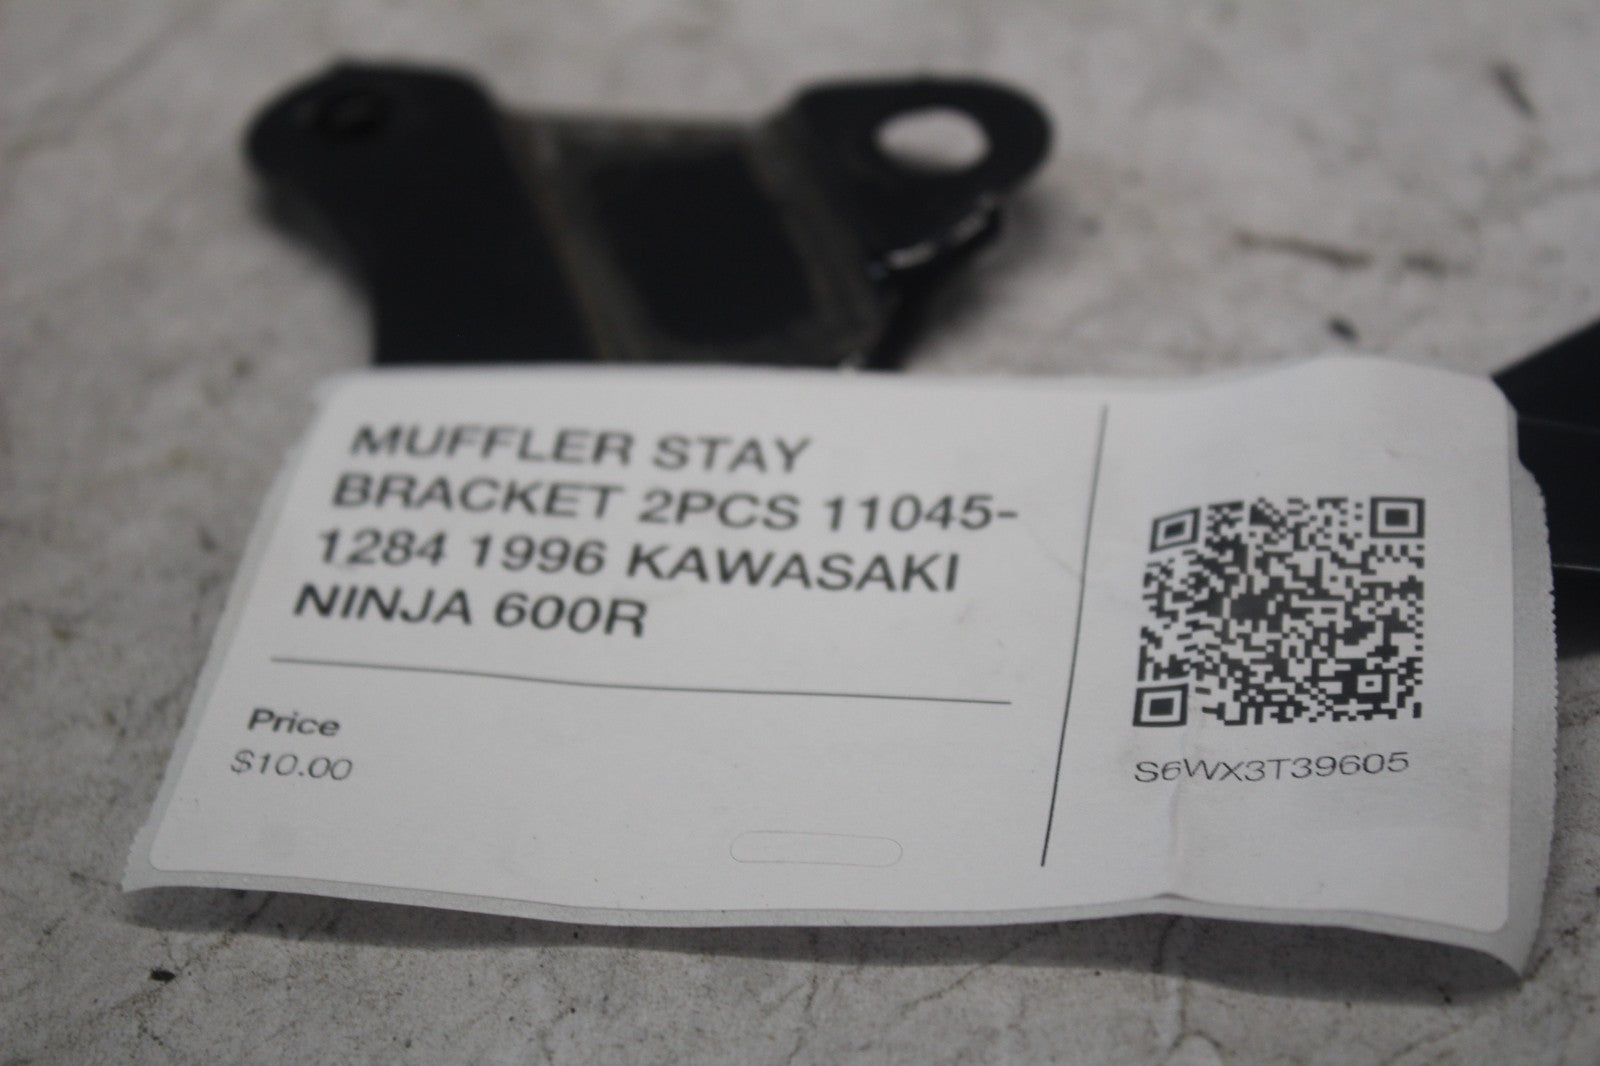 MUFFLER STAY
BRACKET 2PCS 11045-
1284 1996 KAWASAKI
NINJA 600R
Price
$10.00
S6WX3T39605